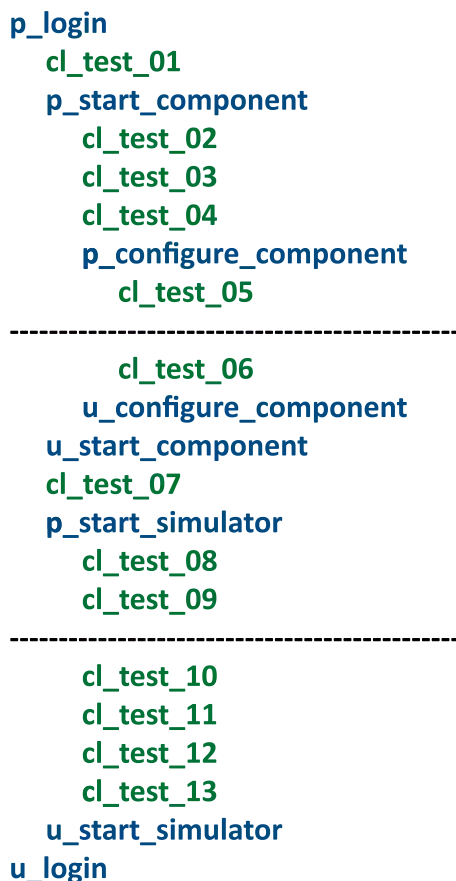 p_login
cl_test_01
p_start_component
cl_test_02
cl_test_03
cl_test_04
p_configure_component
cl_test_05
----------------------------------------------
cl_test_06
u_configure_component
u_start_component
cl_test_07
p_start_simulator
cl_test_08
cl_test_09
----------------------------------------------
cl_test_10
cl_test_11
cl_test_12
cl_test_13
u_start_simulator
u_login